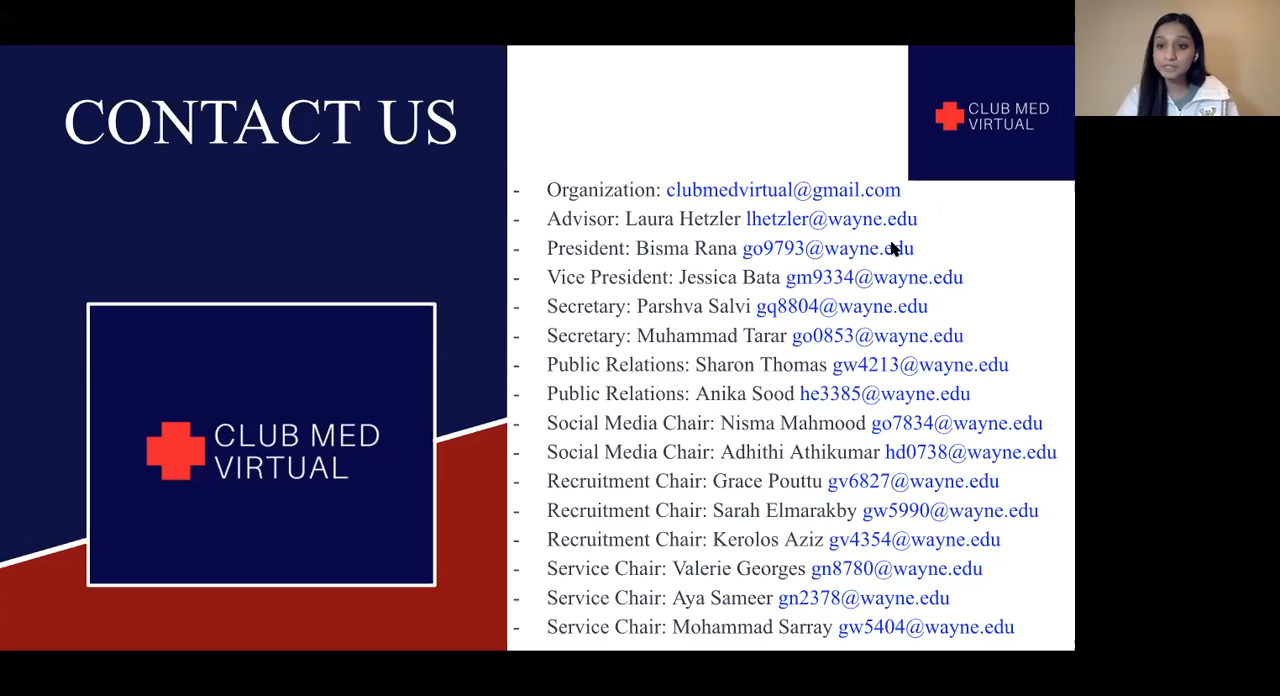 CONTACT US
CLUB MED
VIRTUAL
- Organization: clubmedvirtual@gmail.com
- Advisor: Laura Hetzler lhetzler@wayne.edu
- President: Bisma Rana go9793@wayne.edu
- Vice President: Jessica Bata gm9334@wayne.edu
- Secretary: Parshva Salvi gq8804@wayne.edu
- Secretary: Muhammad Tarar go0853@wayne.edu
- Public Relations: Sharon Thomas gw4213@wayne.edu
- Public Relations: Anika Sood he3385@wayne.edu
- Social Media Chair: Nisma Mahmood go7834@wayne.edu
- Social Media Chair: Adhithi Athikumar hd0738@wayne.edu
- Recruitment Chair: Grace Pouttu gv6827@wayne.edu
- Recruitment Chair: Sarah Elmarakby gw5990@wayne.edu
- Recruitment Chair: Kerolos Aziz gv4354@wayne.edu
- Service Chair: Valerie Georges gn8780@wayne.edu
- Service Chair: Aya Sameer gn2378@wayne.edu
- Service Chair: Mohammad Sarray gw5404@wayne.edu
CLUB MED
VIRTUAL